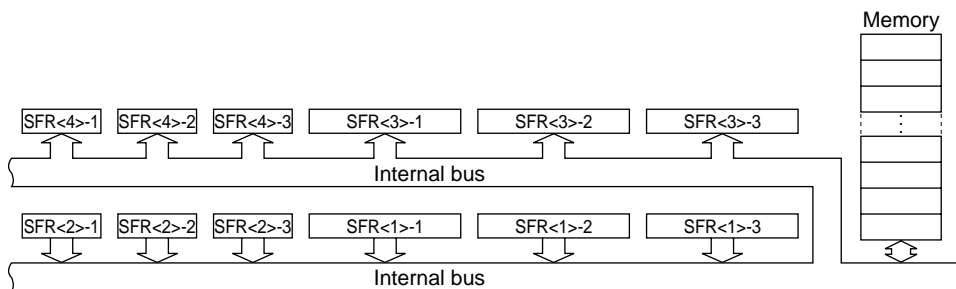 Memory
SFR<4>-1 SFR<4>-2 SFR<4>-3 SFR<3>-1 SFR<3>-2 SFR<3>-3
Internal bus
SFR<2>-1 SFR<2>-2 SFR<2>-3 SFR<1>-1 SFR<1>-2 SFR<1>-3
Internal bus